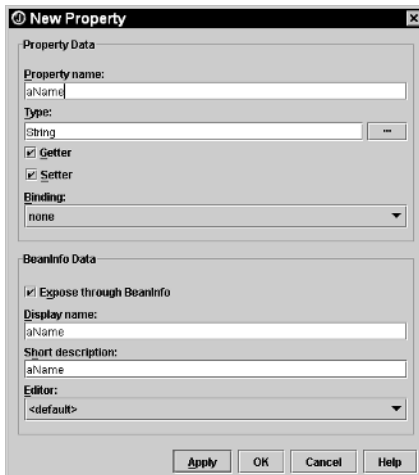 New Property
Property Data
Property name:
aName
Type:
String
...
Getter
Setter
Binding:
none
BeanInfo Data
Expose through BeanInfo
Display name:
aName
Short description:
aName
Editor:
<default>
Apply OK Cancel Help